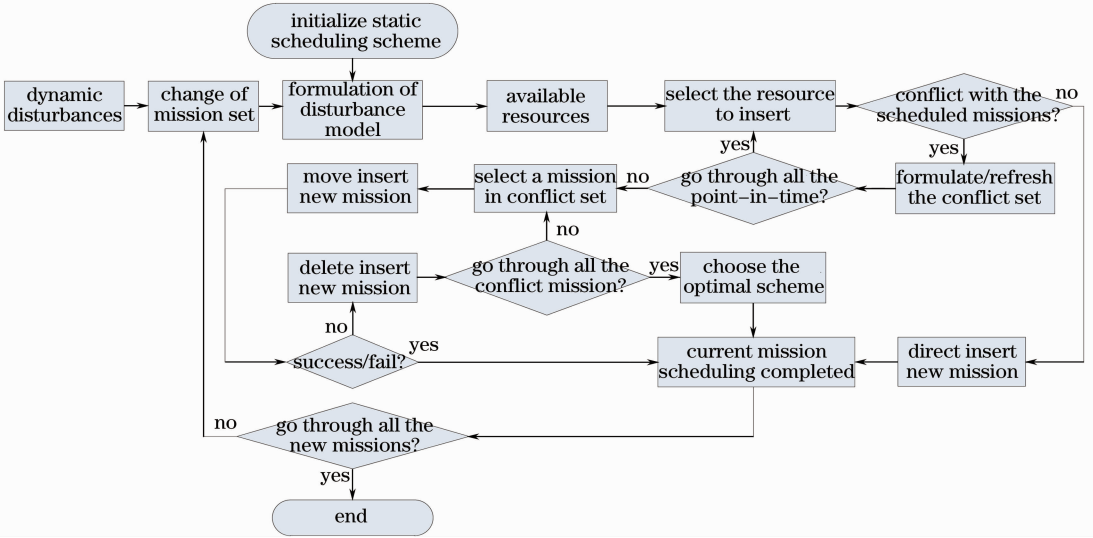 initialize static
scheduling scheme
dynamic
disturbances
change of
mission set
formulation of
disturbance
model
available
resources
select the resource
to insert
conflict with the
scheduled missions?
no
yes
yes
move insert
new mission
select a mission
in conflict set
no
go through all the
point-in-time?
formulate/refresh
the conflict set
no
delete insert
new mission
go through all the
conflict mission?
yes
choose the
optimal scheme
no
success/fail?
yes
current mission
scheduling completed
direct insert
new mission
no
go through all the
new missions?
yes
end